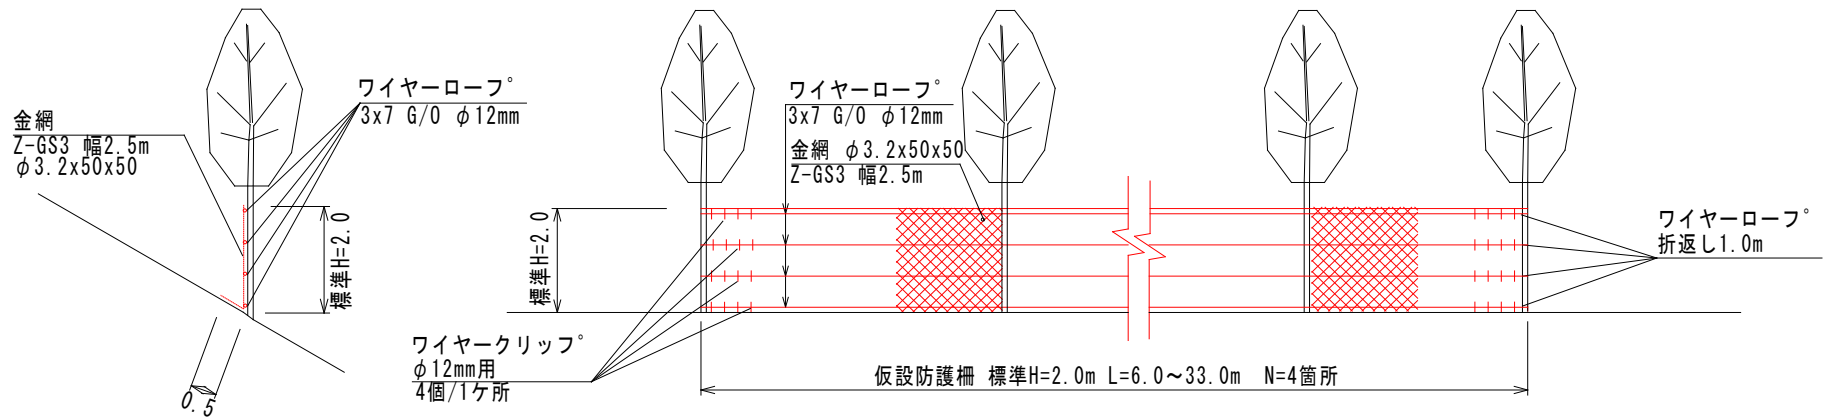 金網
Z-GS3 幅2.5m
φ3.2x50x50
ワイヤーロープ
3x7 G/O φ12mm
標準H=2.0
0.5
ワイヤーロープ
3x7 G/O φ12mm
金網 φ3.2x50x50
Z-GS3 幅2.5m
標準H=2.0
ワイヤークリップ
φ12mm用
4個/1ケ所
ワイヤーロープ
折返し1.0m
仮設防護柵 標準H=2.0m L=6.0～33.0m N=4箇所